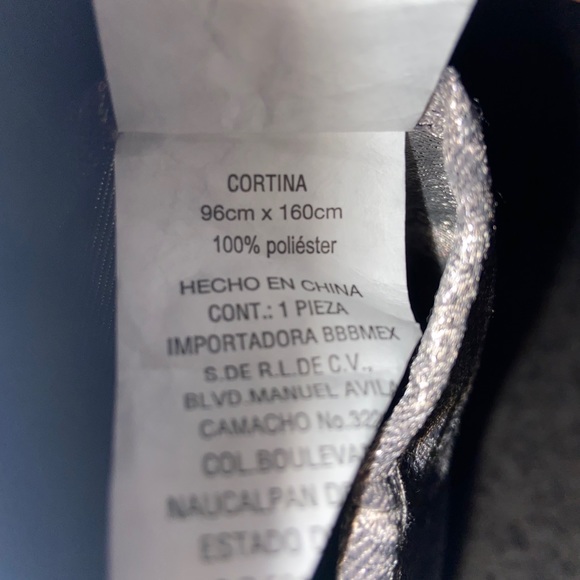 CORTINA
96cm x 160cm
100% poliéster
HECHO EN CHINA
CONT.: 1 PIEZA
IMPORTADORA BBBMEX
S.DE R.L.DE C.V.,
BLVD.MANUEL AVILA
CAMACHO No.
COL.
NAUCALPAN
ESTADO